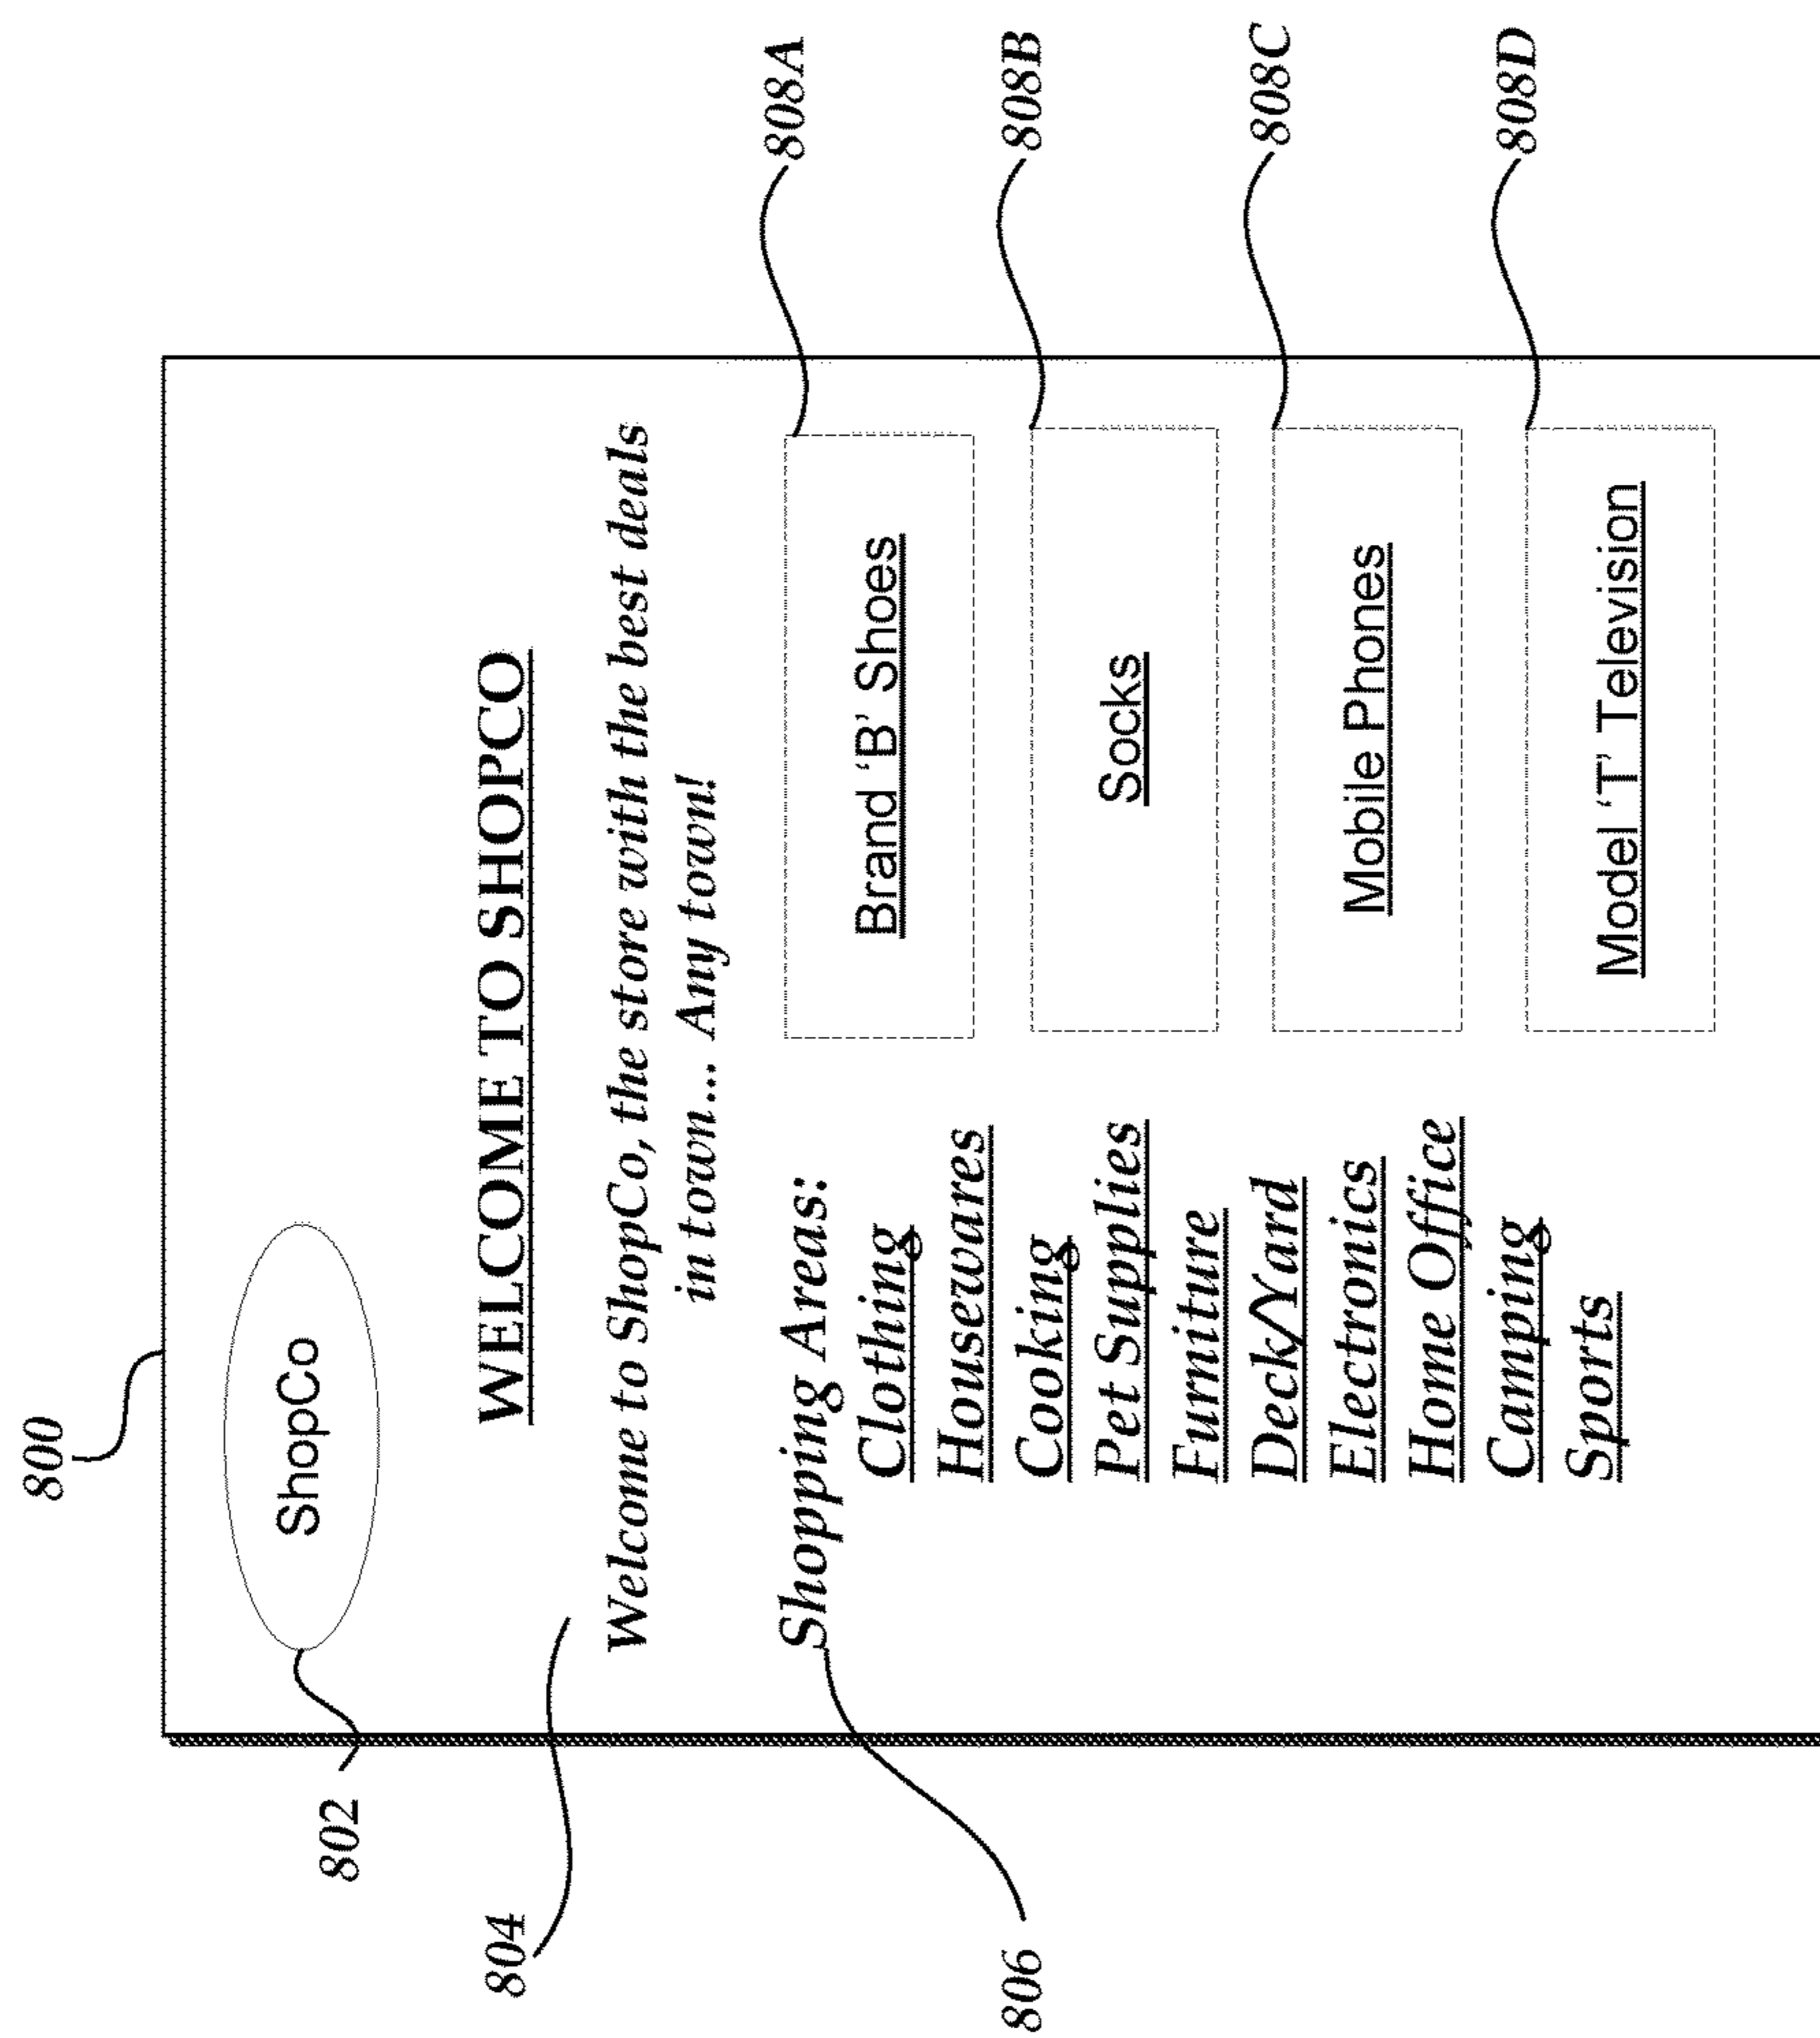 800
802
ShopCo
804
WELCOME TO SHOPCO
Welcome to ShopCo, the store with the best deals
in town... Any town!
806
Shopping Areas:
Clothing
Housewares
Cooking
Pet Supplies
Furniture
Deck/Yard
Electronics
Home Office
Camping
Sports
808A
Brand ‘B’ Shoes
808B
Socks
808C
Mobile Phones
808D
Model ‘T’ Television